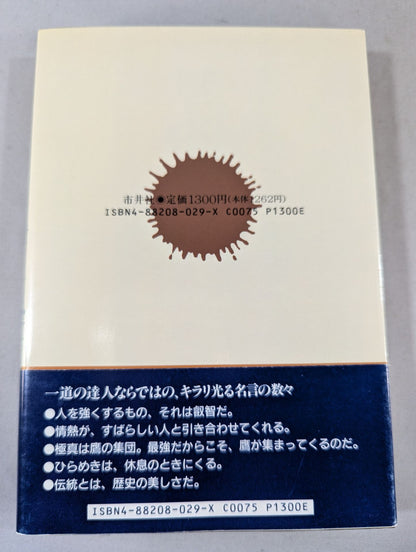 市井社●定価1300円(本体1262円)
ISBN4-88208-029-X C0075 P1300E
一道の達人ならではの、キラリ光る名言の数々
●人を強くするもの、それは叡智だ。
●情熱が、すばらしい人と引き合わせてくれる。
●極真は鷹の集団。最強だからこそ、鷹が集まってくるのだ。
●ひらめきは、休息のときにくる。
●伝統とは、歴史の美しさだ。
ISBN4-88208-029-X C0075 P1300E